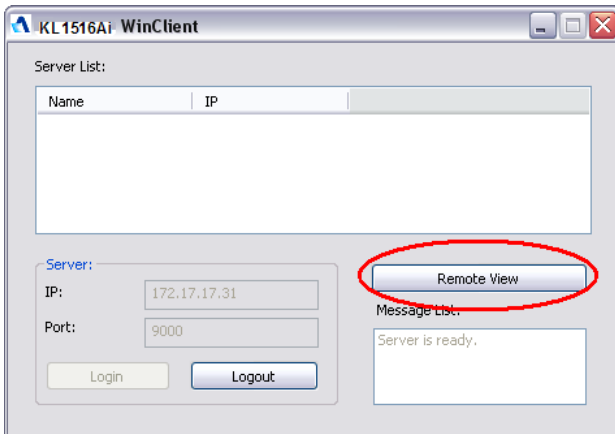 KL1516Ai WinClient
Server List:
Name IP
Server:
IP: 172.17.17.31
Port: 9000
Login Logout
Remote View
Message List:
Server is ready.